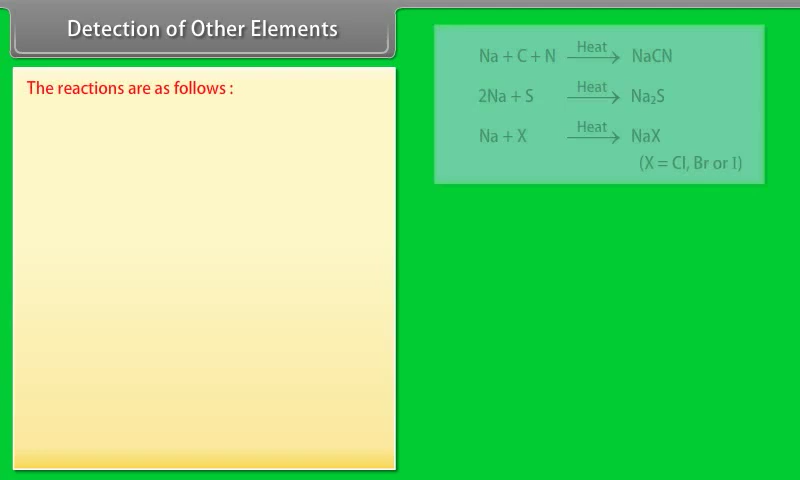 Detection of Other Elements
The reactions are as follows :
Na + C + N Heat → NaCN
2Na + S Heat → Na₂S
Na + X Heat → NaX
(X = Cl, Br or I)